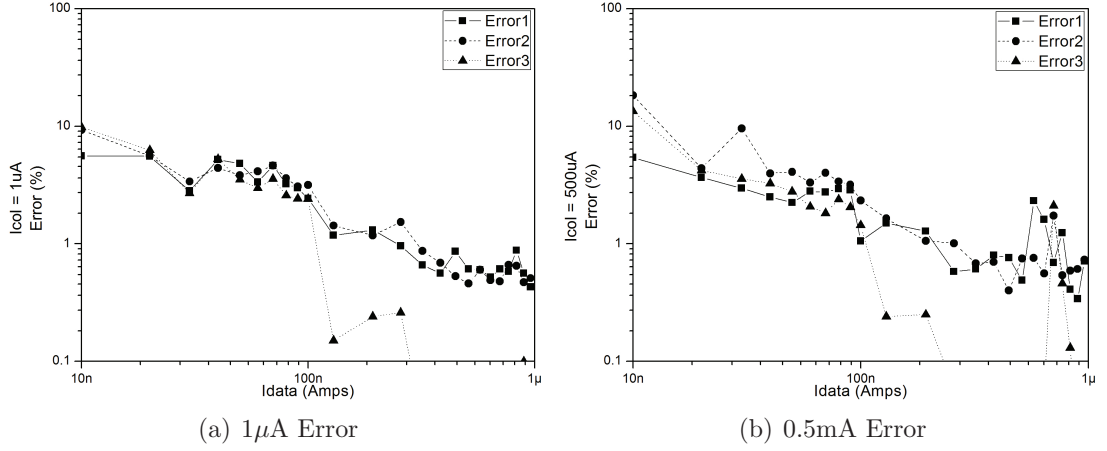 100
10
1
0.1
Icol = 1uA
Error (%)
Error1
Error2
Error3
10n
100n
1µ
Idata (Amps)
(a) 1μA Error
100
10
1
0.1
Icol = 500uA
Error (%)
Error1
Error2
Error3
10n
100n
1µ
Idata (Amps)
(b) 0.5mA Error